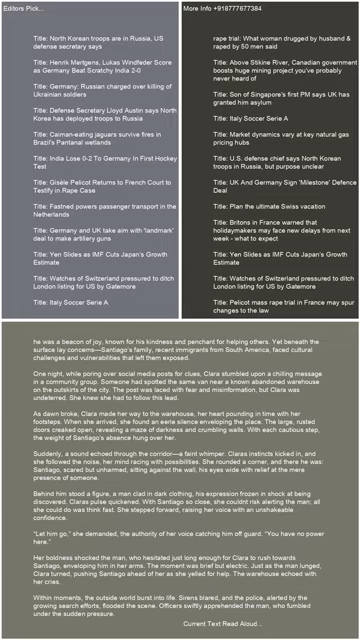 Editors Pick...
Title: North Korean troops are in Russia, US
defense secretary says
Title: Henrik Mertgens, Lukas Windfeder Score
as Germany Beat Scratchy India 2-0
Title: Germany: Russian charged over killing of
Ukrainian soldiers
Title: Defense Secretary Lloyd Austin says North
Korea has deployed troops to Russia
Title: Caiman-eating jaguars survive fires in
Brazil's Pantanal wetlands
Title: India Lose 0-2 To Germany In First Hockey
Test
Title: Gisèle Pelicot Returns to French Court to
Testify in Rape Case
Title: Fastned powers passenger transport in the
Netherlands
Title: Germany and UK take aim with 'landmark'
deal to make artillery guns
Title: Yen Slides as IMF Cuts Japan's Growth
Estimate
Title: Watches of Switzerland pressured to ditch
London listing for US by Gatemore
Title: Italy Soccer Serie A
More Info +918777677384
rape trial: What woman drugged by husband &
raped by 50 men said
Title: Above Stikine River, Canadian government
boosts huge mining project you've probably
never heard of
Title: Son of Singapore's first PM says UK has
granted him asylum
Title: Italy Soccer Serie A
Title: Market dynamics vary at key natural gas
pricing hubs
Title: U.S. defense chief says North Korean
troops in Russia, but purpose unclear
Title: UK And Germany Sign 'Milestone' Defence
Deal
Title: Plan the ultimate Swiss vacation
Title: Britons in France warned that
holidaymakers may face new delays from next
week - what to expect
Title: Yen Slides as IMF Cuts Japan's Growth
Estimate
Title: Watches of Switzerland pressured to ditch
London listing for US by Gatemore
Title: Pelicot mass rape trial in France may spur
changes to the law
he was a beacon of joy, known for his kindness and penchant for helping others. Yet beneath the
surface lay concerns—Santiago's family, recent immigrants from South America, faced cultural
challenges and vulnerabilities that left them exposed.
One night, while poring over social media posts for clues, Clara stumbled upon a chilling message
in a community group. Someone had spotted the same van near a known abandoned warehouse
on the outskirts of the city. The post was laced with fear and misinformation, but Clara was
undeterred. She knew she had to follow this lead.
As dawn broke, Clara made her way to the warehouse, her heart pounding in time with her
footsteps. When she arrived, she found an eerie silence enveloping the place. The large, rusted
doors creaked open, revealing a maze of darkness and crumbling walls. With each cautious step,
the weight of Santiago's absence hung over her.
Suddenly, a sound echoed through the corridor—a faint whimper. Claras instincts kicked in, and
she followed the noise, her mind racing with possibilities. She rounded a corner, and there he was:
Santiago, scared but unharmed, sitting against the wall, his eyes wide with relief at the mere
presence of someone.
Behind him stood a figure, a man clad in dark clothing, his expression frozen in shock at being
discovered. Claras pulse quickened. With Santiago so close, she couldnt risk alerting the man; all
she could do was think fast. She stepped forward, raising her voice with an unshakeable
confidence.
"Let him go," she demanded, the authority of her voice catching him off guard. "You have no power
here."
Her boldness shocked the man, who hesitated just long enough for Clara to rush towards
Santiago, enveloping him in her arms. The moment was brief but electric. Just as the man lunged,
Clara turned, pushing Santiago ahead of her as she yelled for help. The warehouse echoed with
her cries.
Within moments, the outside world burst into life. Sirens blared, and the police, alerted by the
growing search efforts, flooded the scene. Officers swiftly apprehended the man, who fumbled
under the sudden pressure.
Current Text Read Aloud...